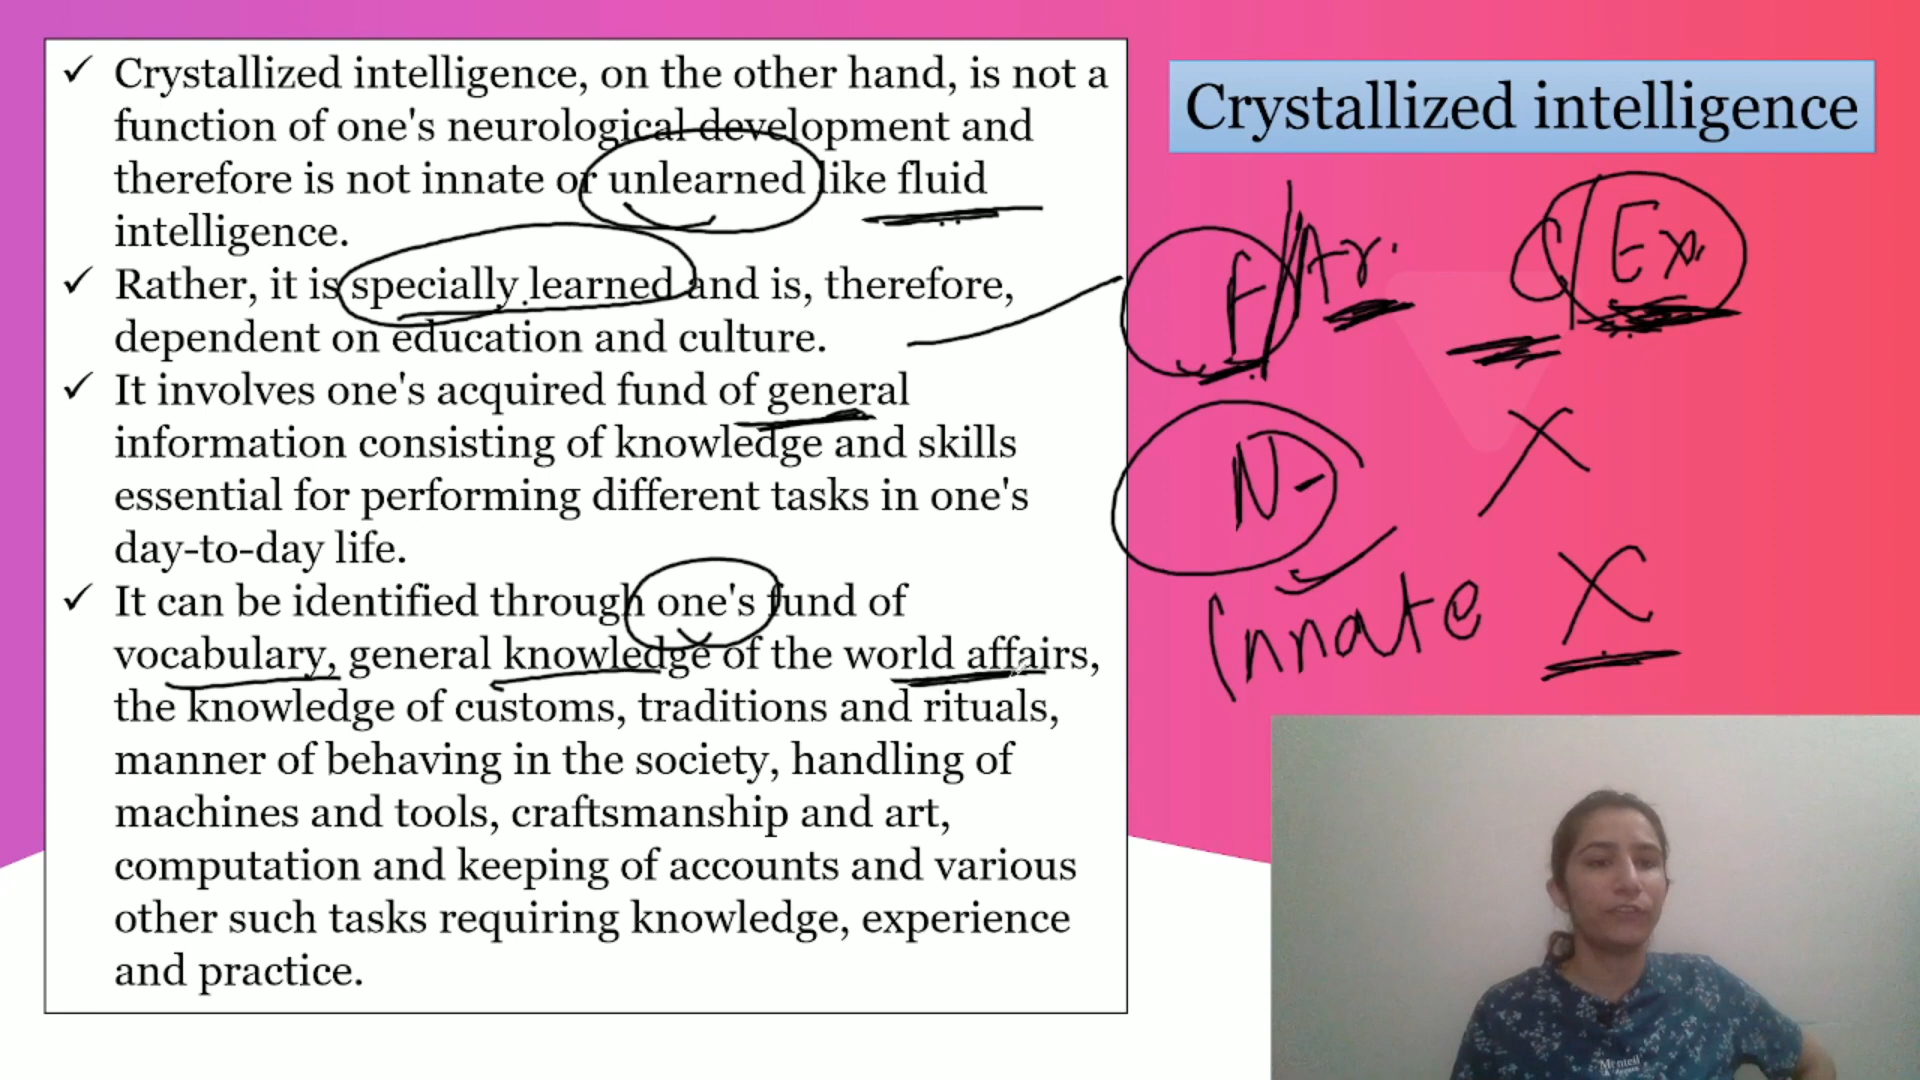 ✓ Crystallized intelligence, on the other hand, is not a
function of one's neurological development and
therefore is not innate or unlearned like fluid
intelligence.
✓ Rather, it is specially learned and is, therefore,
dependent on education and culture.
✓ It involves one's acquired fund of general
information consisting of knowledge and skills
essential for performing different tasks in one's
day-to-day life.
✓ It can be identified through one's fund of
vocabulary, general knowledge of the world affairs,
the knowledge of customs, traditions and rituals,
manner of behaving in the society, handling of
machines and tools, craftsmanship and art,
computation and keeping of accounts and various
other such tasks requiring knowledge, experience
and practice.
Crystallized intelligence
F
C/Ex.
N-
X
Innate X